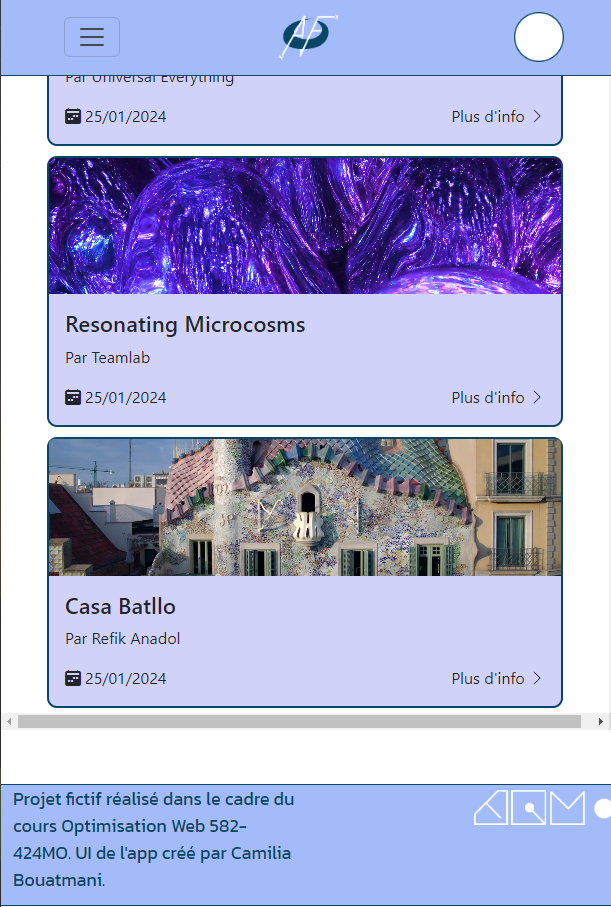 Par Universal Everything
25/01/2024
Plus d'info
Resonating Microcosms
Par Teamlab
25/01/2024
Plus d'info
Casa Batllo
Par Refik Anadol
25/01/2024
Plus d'info
Projet fictif réalisé dans le cadre du
cours Optimisation Web 582-
424MO. UI de l'app créé par Camilia
Bouatmani.